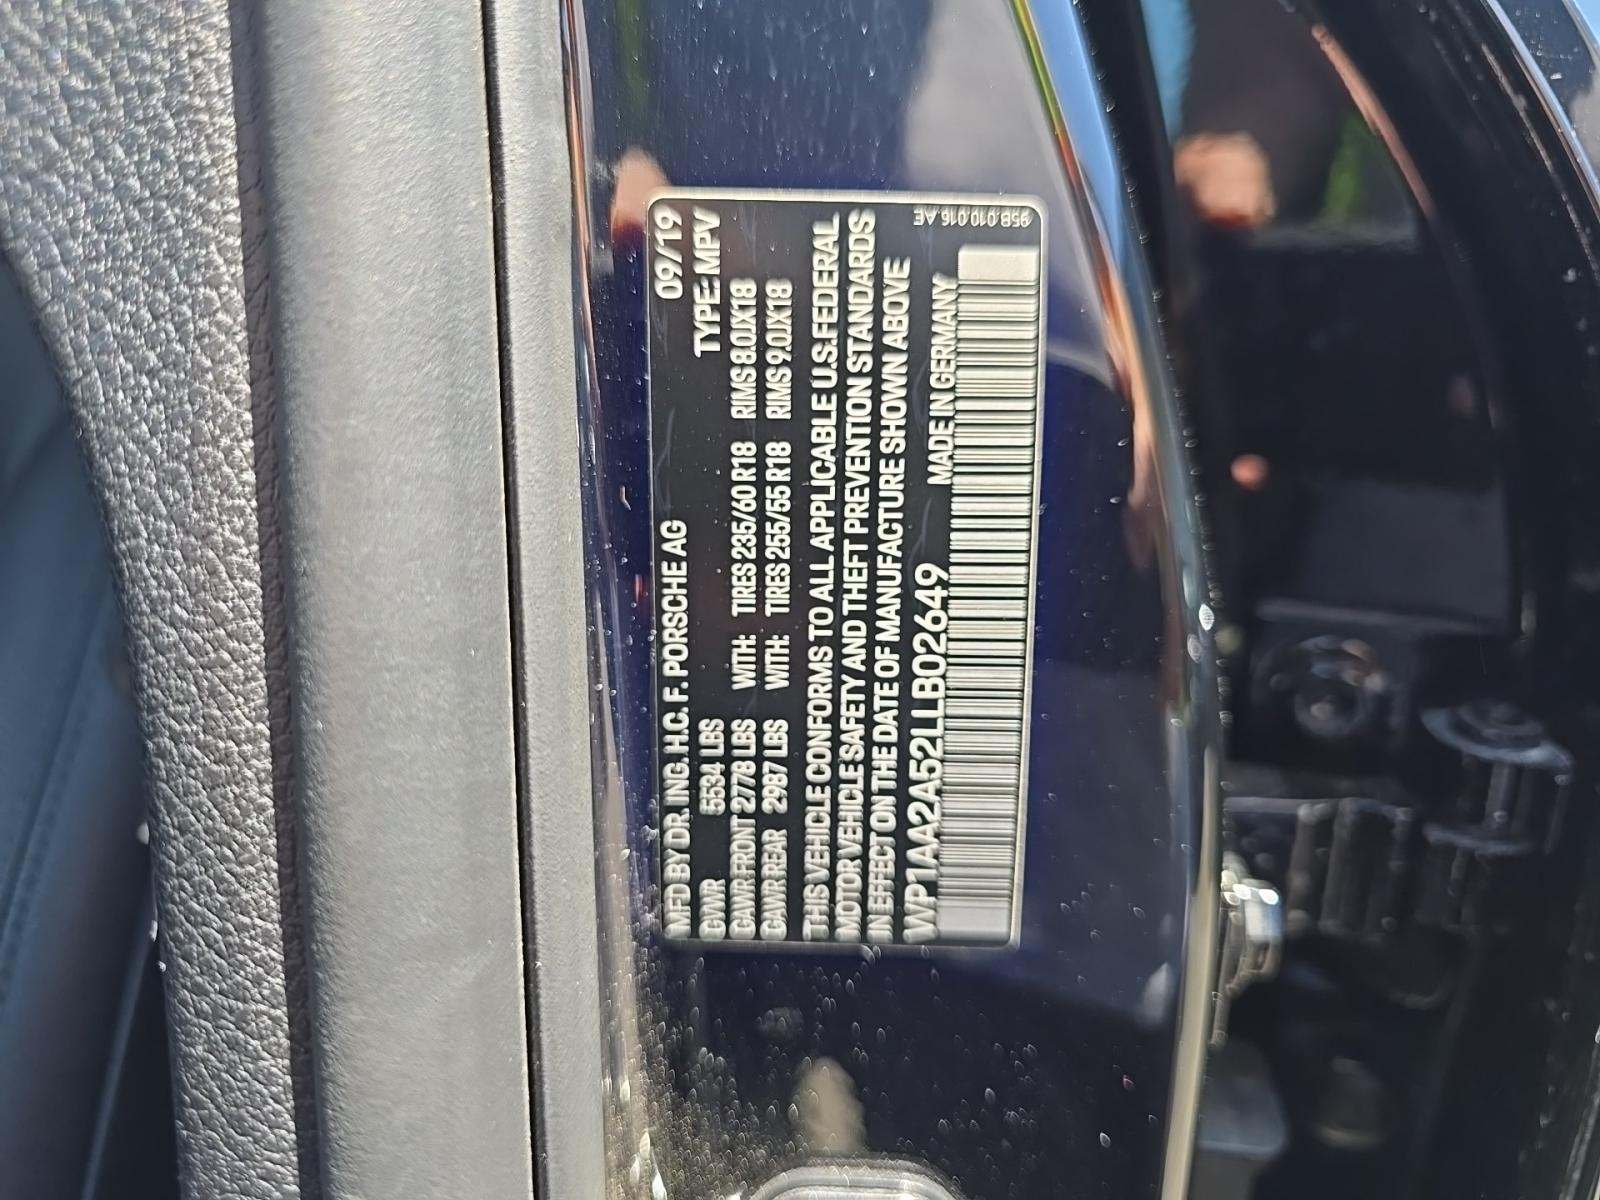 MFD BY DR. ING. H.C. F. PORSCHE AG 09/19
GVWR 5534 LBS TYPE: MPV
GAWR FRONT 2778 LBS WITH: TIRES 235/60 R18 RIMS 8.0JX18
GAWR REAR 2987 LBS WITH: TIRES 255/55 R18 RIMS 9.0JX18
THIS VEHICLE CONFORMS TO ALL APPLICABLE U.S. FEDERAL
MOTOR VEHICLE SAFETY AND THEFT PREVENTION STANDARDS
IN EFFECT ON THE DATE OF MANUFACTURE SHOWN ABOVE
WP1AA2A52LLB02649 MADE IN GERMANY
95B.010.016.AE